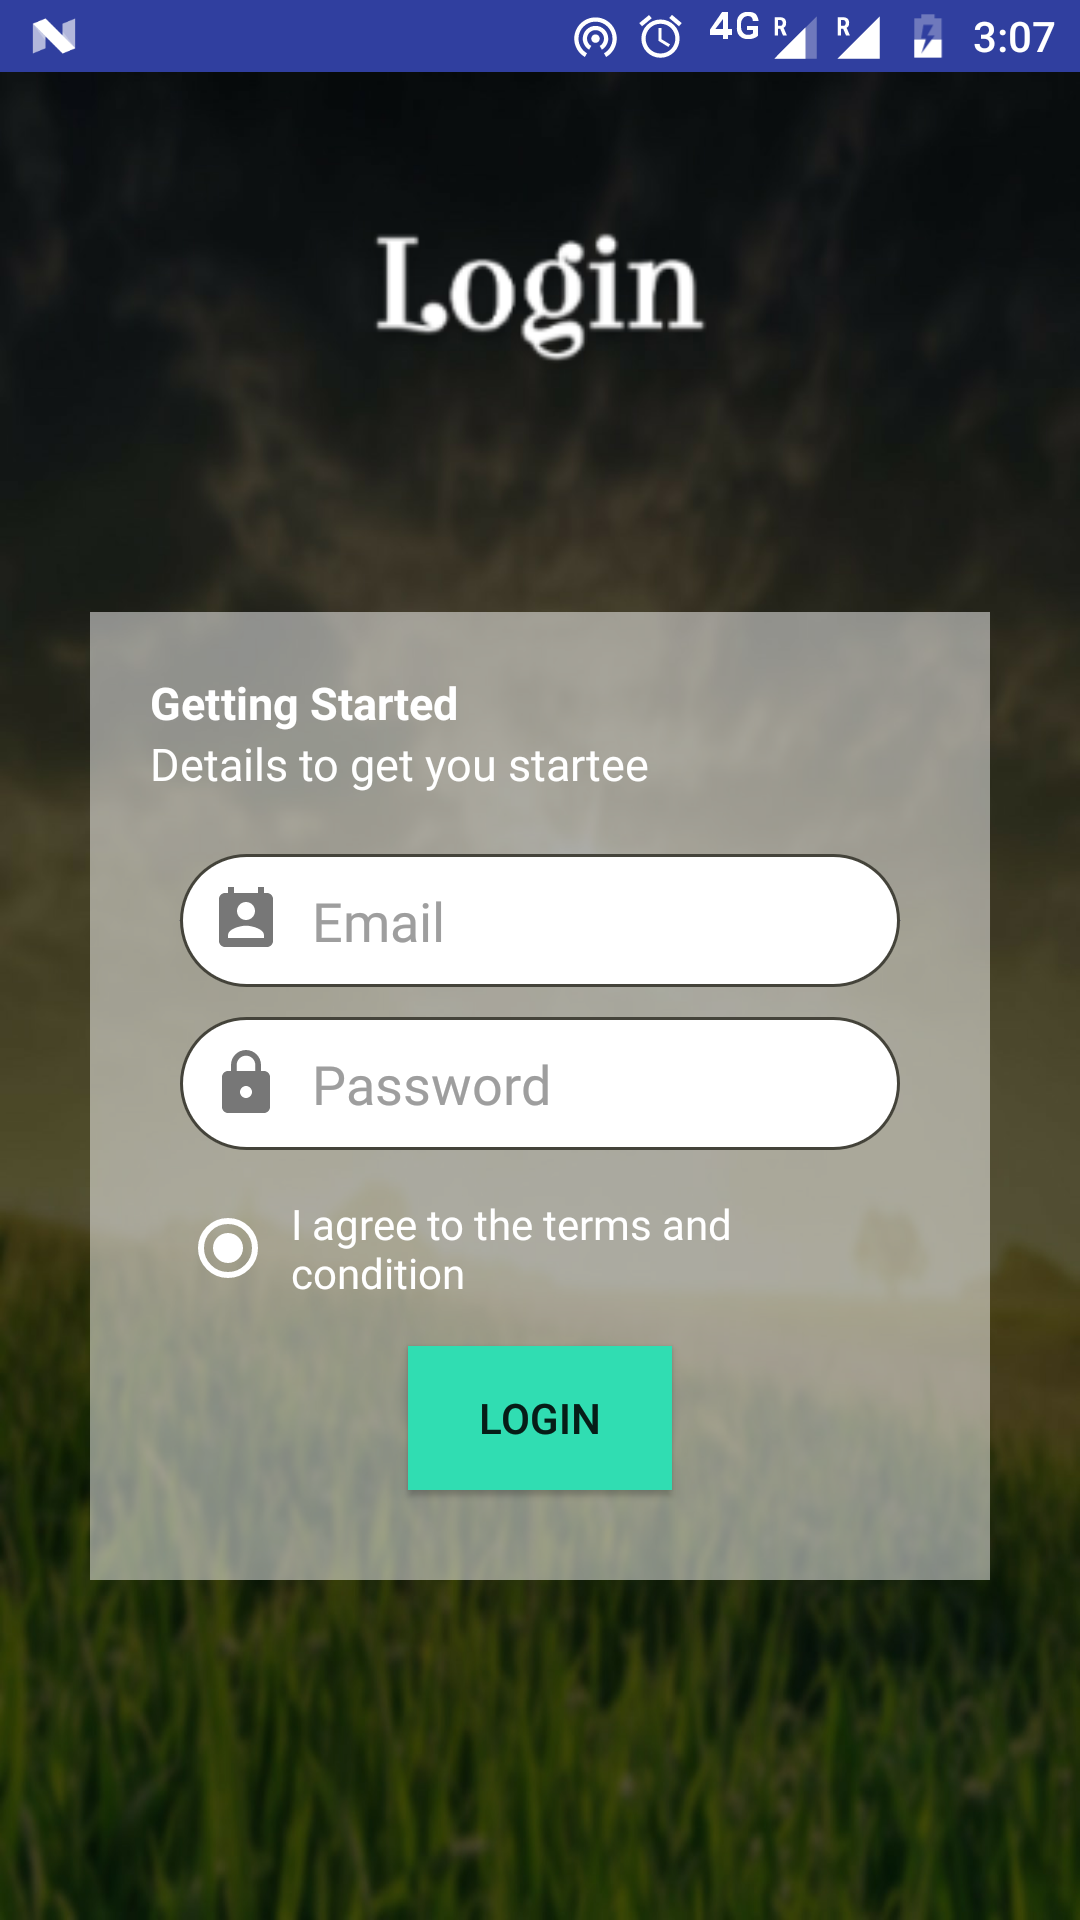 4G R R 3:07
Login
Getting Started
Details to get you startee
Email
Password
I agree to the terms and
condition
LOGIN